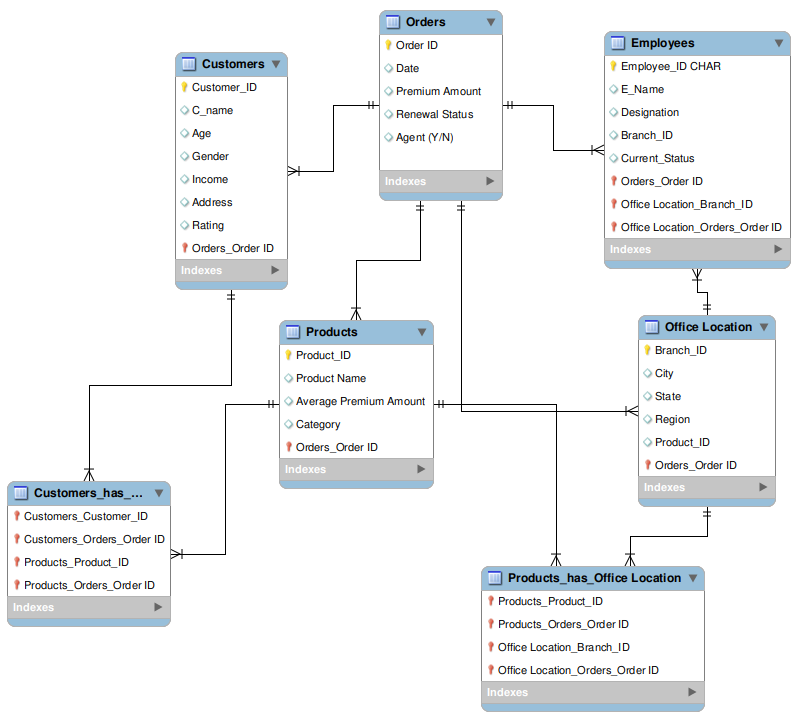 Orders
Order ID
Date
Premium Amount
Renewal Status
Agent (Y/N)
Indexes
Customers
Customer_ID
C_name
Age
Gender
Income
Address
Rating
Orders_Order ID
Indexes
Employees
Employee_ID CHAR
E_Name
Designation
Branch_ID
Current_Status
Orders_Order ID
Office Location_Branch_ID
Office Location_Orders_Order ID
Indexes
Products
Product_ID
Product Name
Average Premium Amount
Category
Orders_Order ID
Indexes
Office Location
Branch_ID
City
State
Region
Product_ID
Orders_Order ID
Indexes
Customers_has_...
Customers_Customer_ID
Customers_Orders_Order ID
Products_Product_ID
Products_Orders_Order ID
Indexes
Products_has_Office Location
Products_Product_ID
Products_Orders_Order ID
Office Location_Branch_ID
Office Location_Orders_Order ID
Indexes